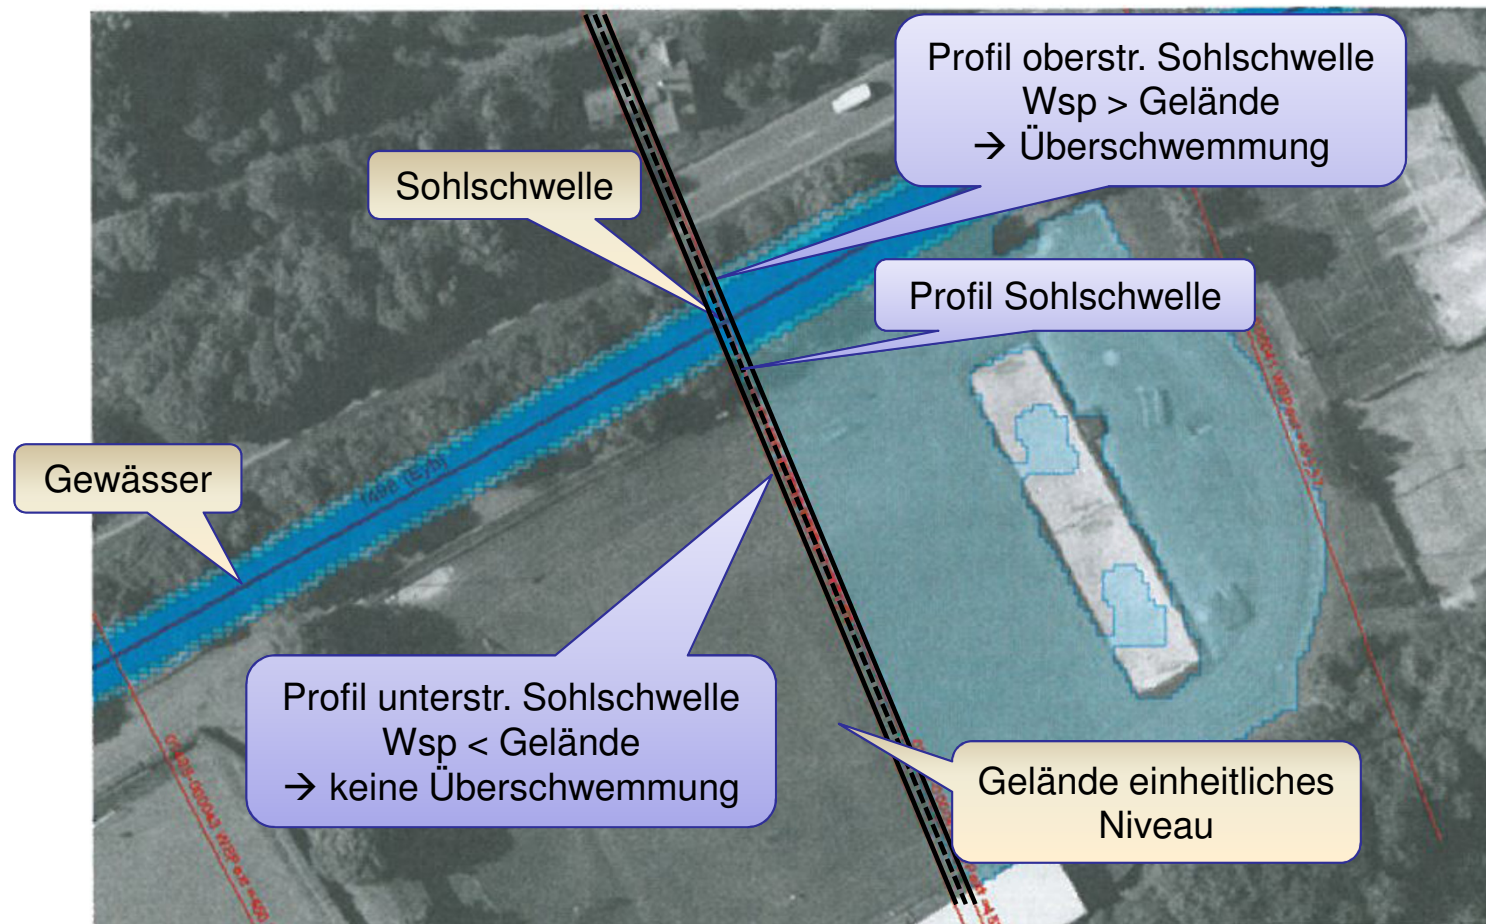 Profil oberstr. Sohlschwelle
Wsp > Gelände
→ Überschwemmung
Sohlschwelle
Profil Sohlschwelle
Gewässer
Profil unterstr. Sohlschwelle
Wsp < Gelände
→ keine Überschwemmung
Gelände einheitliches
Niveau